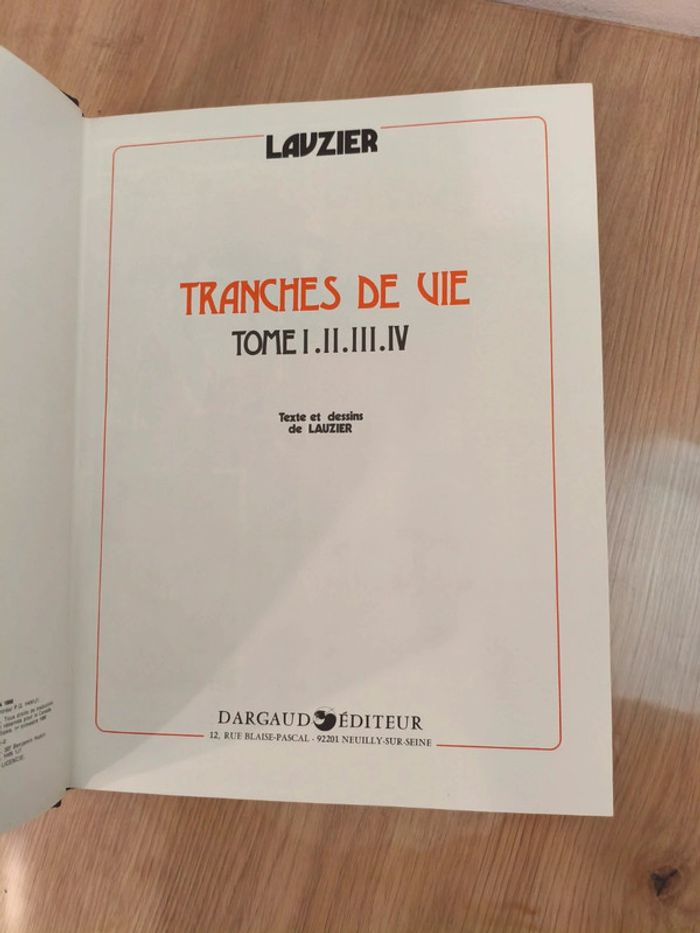 LAUZIER
TRANCHES DE VIE
TOME I.II.III.IV
Texte et dessins
de LAUZIER
DARGAUD ÉDITEUR
12, RUE BLAISE-PASCAL - 92201 NEUILLY-SUR-SEINE